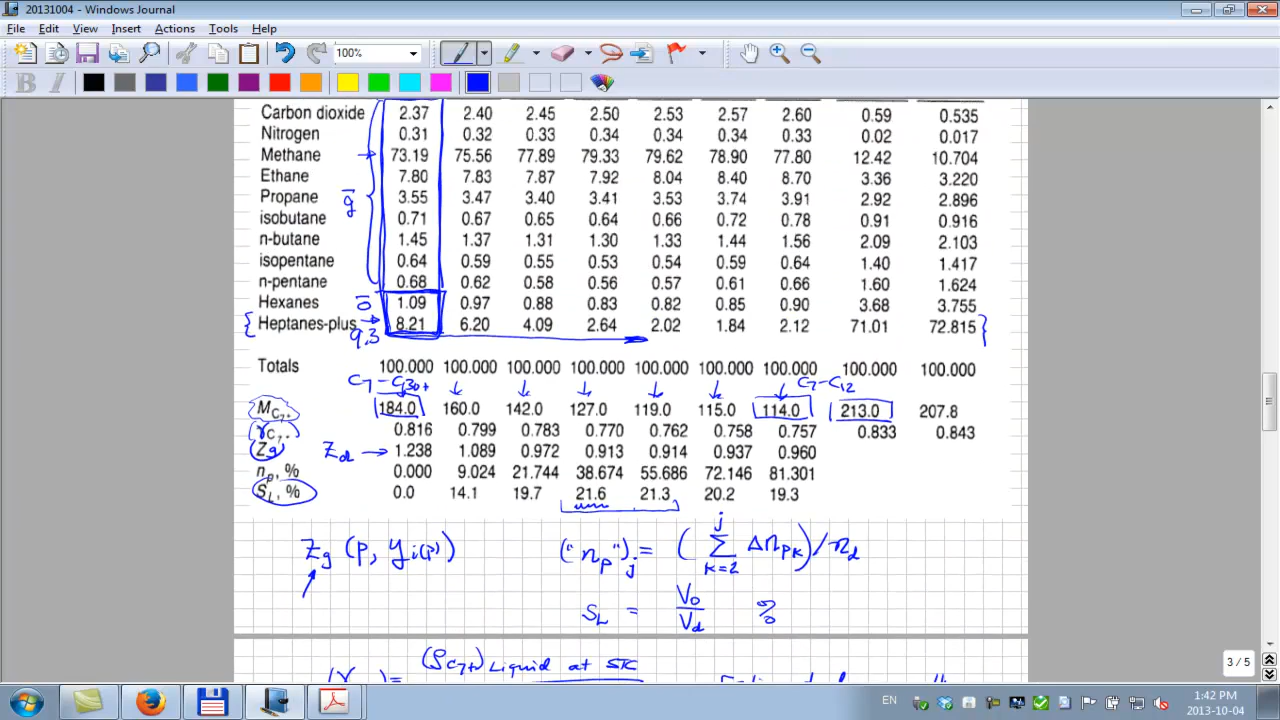 20131004 - Windows Journal
File Edit View Insert Actions Tools Help
100%
B I
Carbon dioxide 2.37 2.40 2.45 2.50 2.53 2.57 2.60 0.59 0.535
Nitrogen 0.31 0.32 0.33 0.34 0.34 0.34 0.33 0.02 0.017
Methane 73.19 75.56 77.89 79.33 79.62 78.90 77.80 12.42 10.704
Ethane 7.80 7.83 7.87 7.92 8.04 8.40 8.70 3.36 3.220
Propane 3.55 3.47 3.40 3.41 3.53 3.74 3.91 2.92 2.896
g̅
isobutane 0.71 0.67 0.65 0.64 0.66 0.72 0.78 0.91 0.916
n-butane 1.45 1.37 1.31 1.30 1.33 1.44 1.56 2.09 2.103
isopentane 0.64 0.59 0.55 0.53 0.54 0.59 0.64 1.40 1.417
n-pentane 0.68 0.62 0.58 0.56 0.57 0.61 0.66 1.60 1.624
Hexanes o̅ 1.09 0.97 0.88 0.83 0.82 0.85 0.90 3.68 3.755
{ Heptanes-plus → 8.21 6.20 4.09 2.64 2.02 1.84 2.12 71.01 72.815 }
9.3
Totals 100.000 100.000 100.000 100.000 100.000 100.000 100.000 100.000 100.000
C7 – C30+ C7–C12
MC7+ 184.0 160.0 142.0 127.0 119.0 115.0 114.0 213.0 207.8
γC7+ 0.816 0.799 0.783 0.770 0.762 0.758 0.757 0.833 0.843
Zg Zd → 1.238 1.089 0.972 0.913 0.914 0.937 0.960
np, % 0.000 9.024 21.744 38.674 55.686 72.146 81.301
SL, % 0.0 14.1 19.7 21.6 21.3 20.2 19.3
Zg (p, yi(p)) ("np")j = (j Σ k=2 Δnpk)/nd
SL = Vo/Vd %
(ρC7+) Liquid at STC
3 / 5
EN 1:42 PM
2013-10-04